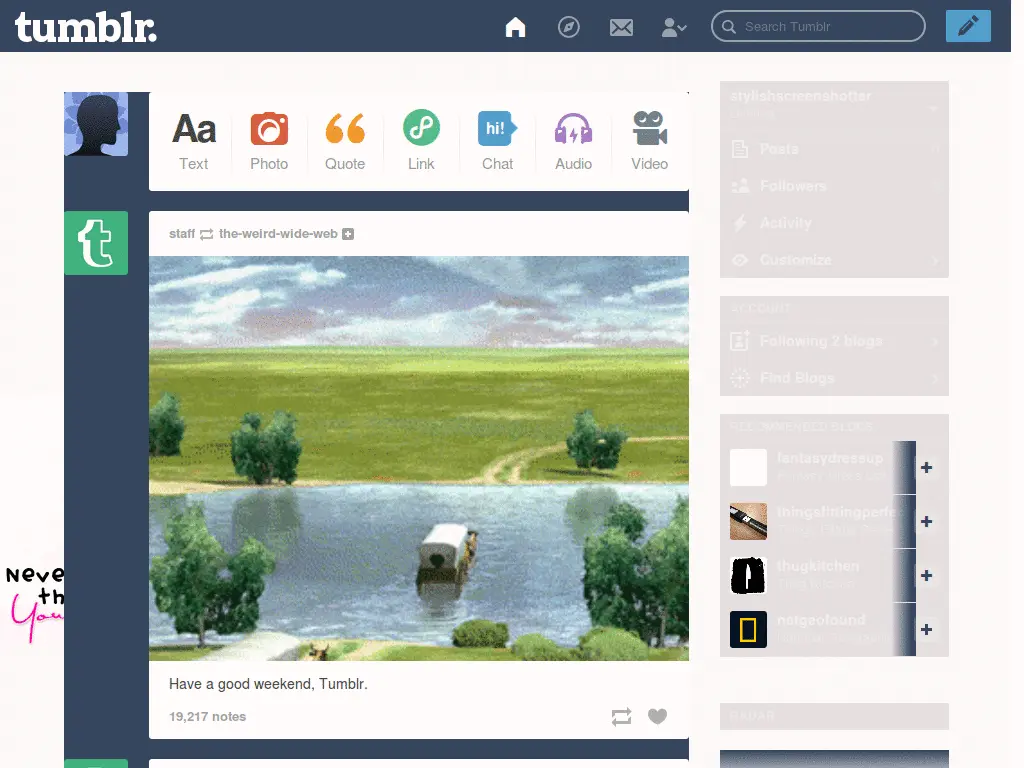 tumblr.
Search Tumblr
Aa
hi!
Text
Photo
Quote
Link
Chat
Audio
Video
staff the-weird-wide-web
Have a good weekend, Tumblr.
19,217 notes
Neve
th
You
stylishscreenshotter
Posts
Followers
Activity
Customize
ACCOUNT
Following 2 blogs
Find Blogs
RECOMMENDED BLOGS
fantasydressup
thingsfittingperfe
thugkitchen
natgeofound
RADAR